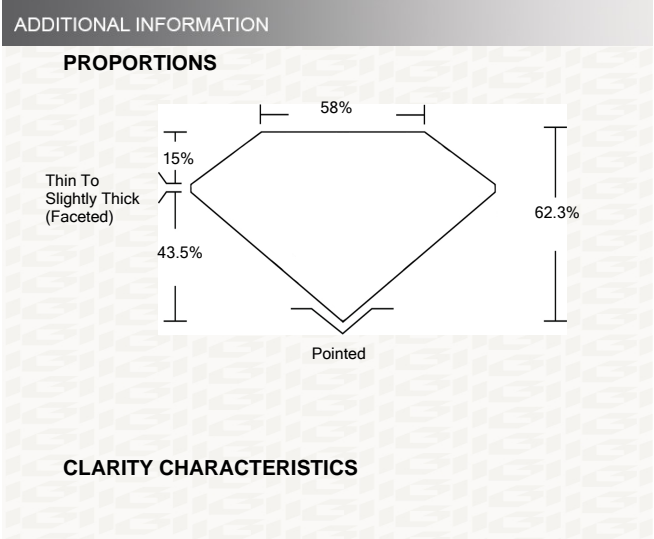 ADDITIONAL INFORMATION
PROPORTIONS
58%
15%
Thin To
Slightly Thick
(Faceted)
62.3%
43.5%
Pointed
CLARITY CHARACTERISTICS